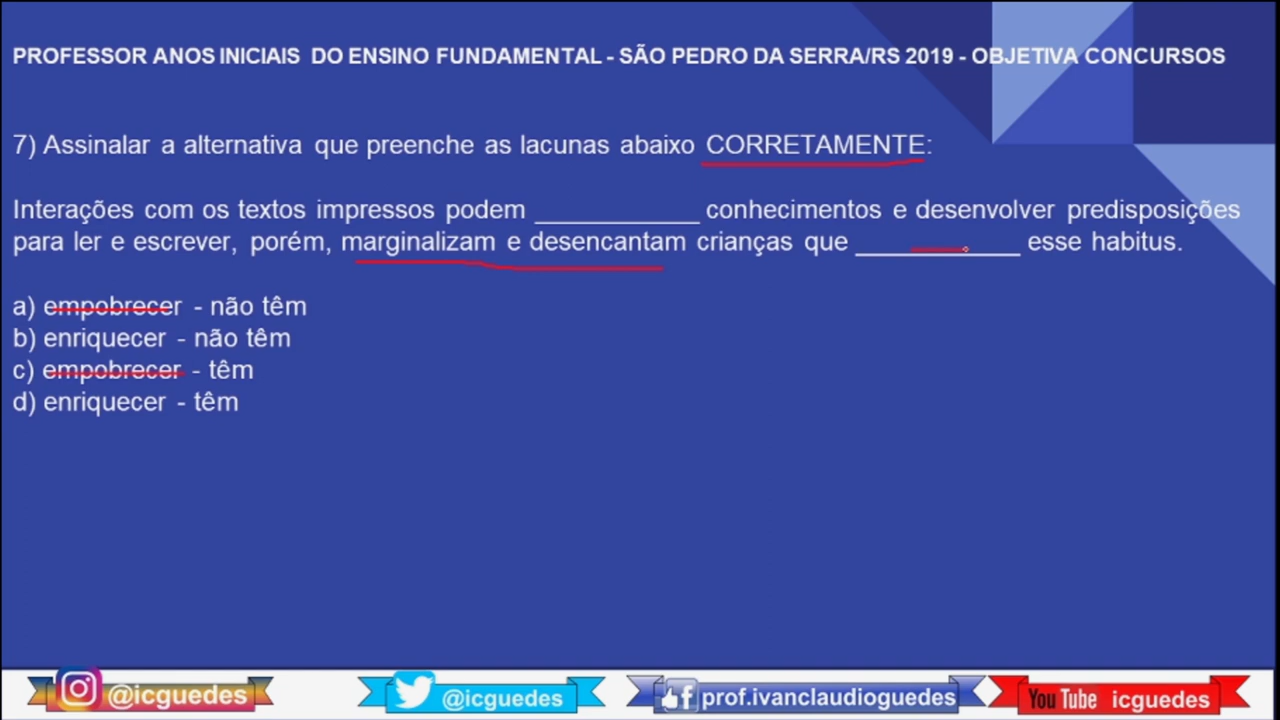 PROFESSOR ANOS INICIAIS DO ENSINO FUNDAMENTAL - SÃO PEDRO DA SERRA/RS 2019 - OBJETIVA CONCURSOS
7) Assinalar a alternativa que preenche as lacunas abaixo CORRETAMENTE:
Interações com os textos impressos podem ____________ conhecimentos e desenvolver predisposições
para ler e escrever, porém, marginalizam e desencantam crianças que ____________ esse habitus.
a) empobrecer - não têm
b) enriquecer - não têm
c) empobrecer - têm
d) enriquecer - têm
@icguedes @icguedes prof.ivanclaudioguedes YouTube icguedes